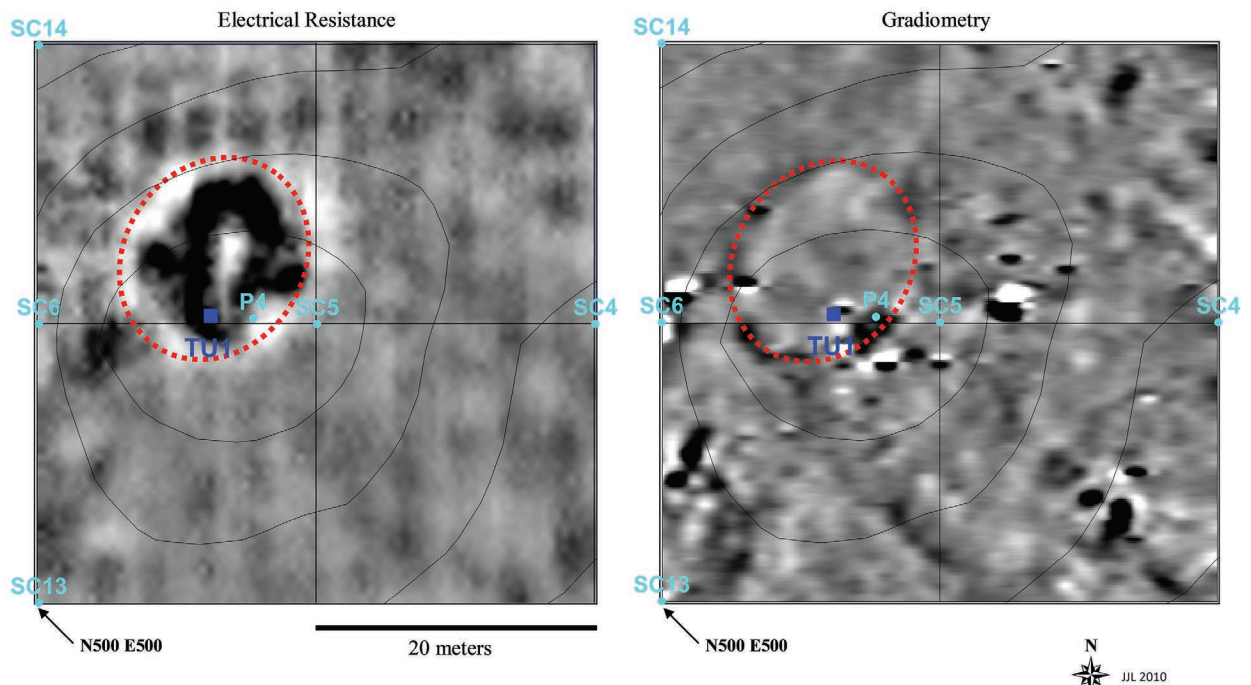 Electrical Resistance
SC14
SC6
P4
SC5
SC4
TU1
SC13
N500 E500
20 meters
Gradiometry
SC14
SC6
P4
SC5
SC4
TU1
SC13
N500 E500
N
JJL 2010